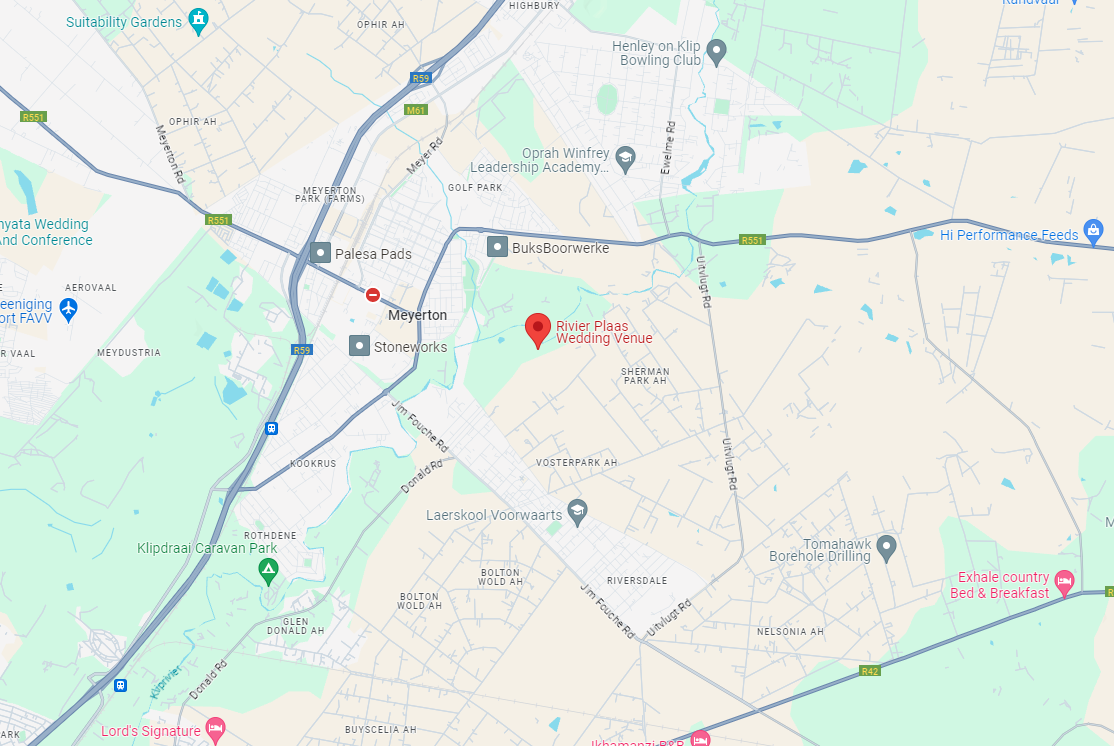 HIGHBURY
Randvaal
Suitability Gardens
OPHIR AH
Henley on Klip
Bowling Club
R59
M61
R551
OPHIR AH
Meyerton Rd
Meyer Rd
Ewelme Rd
Oprah Winfrey
Leadership Academy...
MEYERTON
PARK (FARMS)
GOLF PARK
nyata Wedding
And Conference
R551
Palesa Pads
BuksBoorwerke
R551
Hi Performance Feeds
Uitvlugt Rd
AEROVAAL
eeniging
ort FAVV
Meyerton
Rivier Plaas
Wedding Venue
R VAAL
MEYDUSTRIA
R59
Stoneworks
SHERMAN
PARK AH
Jim Fouche Rd
Uitvlugt Rd
KOOKRUS
Donald Rd
VOSTERPARK AH
Laerskool Voorwaarts
ROTHDENE
Klipdraai Caravan Park
Tomahawk
Borehole Drilling
BOLTON
WOLD AH
RIVERSDALE
Exhale country
Bed & Breakfast
BOLTON
WOLD AH
Jim Fouche Rd
Uitvlugt Rd
GLEN
DONALD AH
NELSONIA AH
R42
Kliprivier
Donald Rd
Lord's Signature
BUYSCELIA AH
Ikhamanzi B&B
ARK